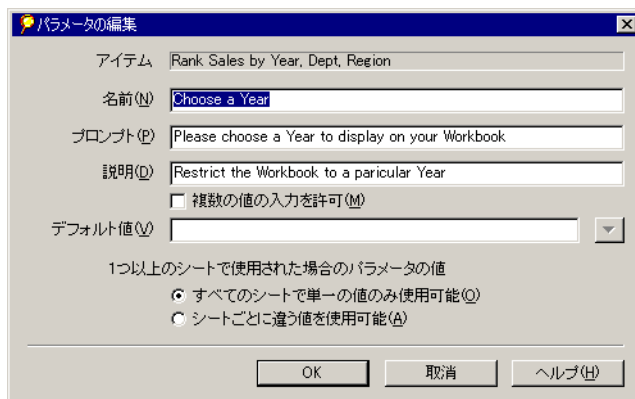 パラメータの編集
アイテム Rank Sales by Year, Dept, Region
名前(N) Choose a Year
プロンプト(P) Please choose a Year to display on your Workbook
説明(D) Restrict the Workbook to a paricular Year
複数の値の入力を許可(M)
デフォルト値(V)
1つ以上のシートで使用された場合のパラメータの値
すべてのシートで単一の値のみ使用可能(O)
シートごとに違う値を使用可能(A)
OK 取消 ヘルプ(H)